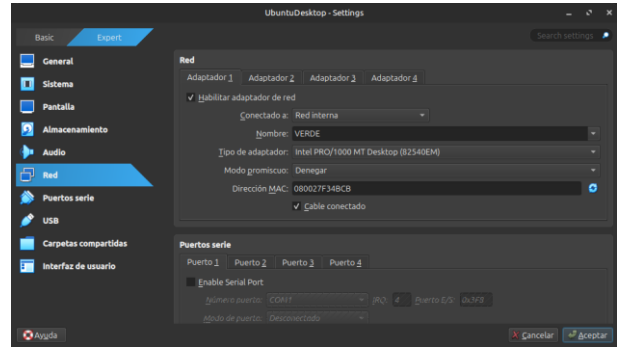 UbuntuDesktop - Settings
Basic Expert Search settings
General
Sistema
Pantalla
Almacenamiento
Audio
Red
Puertos serie
USB
Carpetas compartidas
Interfaz de usuario
Red
Adaptador 1 Adaptador 2 Adaptador 3 Adaptador 4
Habilitar adaptador de red
Conectado a: Red interna
Nombre: VERDE
Tipo de adaptador: Intel PRO/1000 MT Desktop (82540EM)
Modo promiscuo: Denegar
Dirección MAC: 080027F34BCB
Cable conectado
Puertos serie
Puerto 1 Puerto 2 Puerto 3 Puerto 4
Enable Serial Port
Número puerto: COM1 IRQ: 4 Puerto E/S: 0x3F8
Modo de puerto: Desconectado
Ayuda Cancelar Aceptar